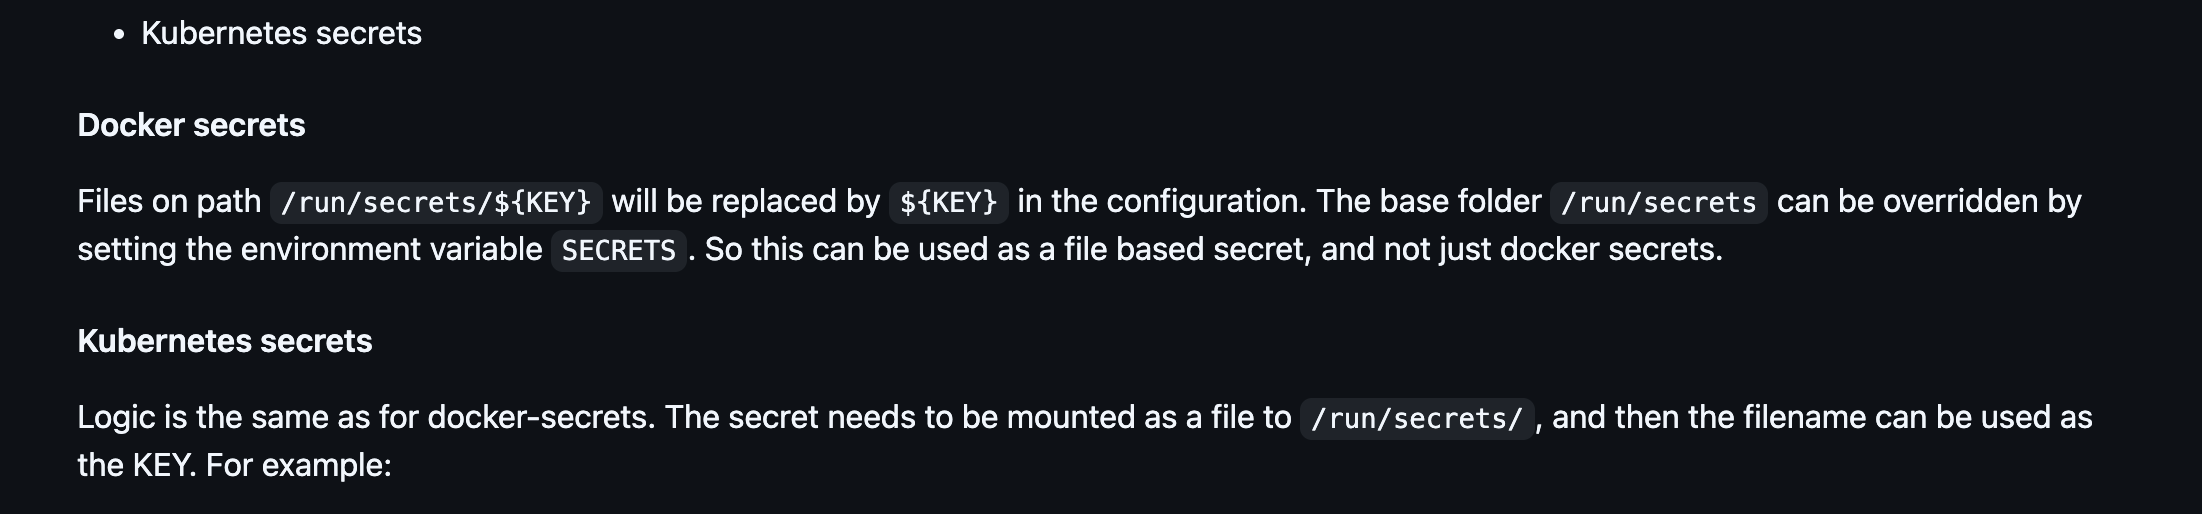 • Kubernetes secrets
Docker secrets
Files on path /run/secrets/${KEY} will be replaced by ${KEY} in the configuration. The base folder /run/secrets can be overridden by
setting the environment variable SECRETS. So this can be used as a file based secret, and not just docker secrets.
Kubernetes secrets
Logic is the same as for docker-secrets. The secret needs to be mounted as a file to /run/secrets/, and then the filename can be used as
the KEY. For example: